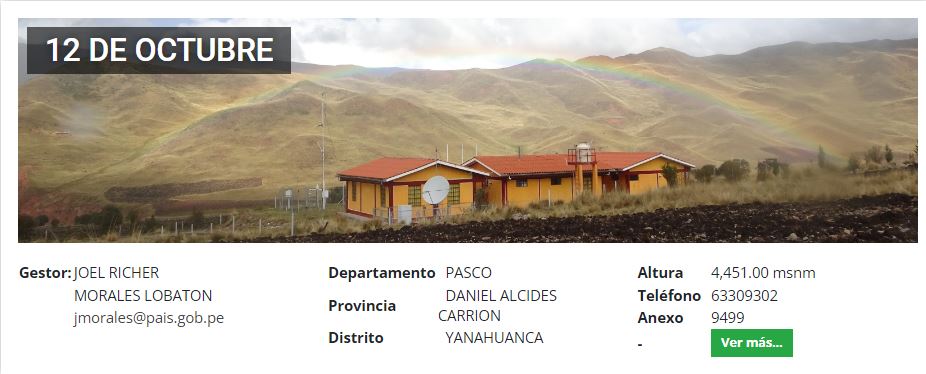 12 DE OCTUBRE
Gestor: JOEL RICHER
MORALES LOBATON
jmorales@pais.gob.pe
Departamento PASCO
Provincia DANIEL ALCIDES
CARRION
Distrito YANAHUANCA
Altura 4,451.00 msnm
Teléfono 63309302
Anexo 9499
- Ver más...